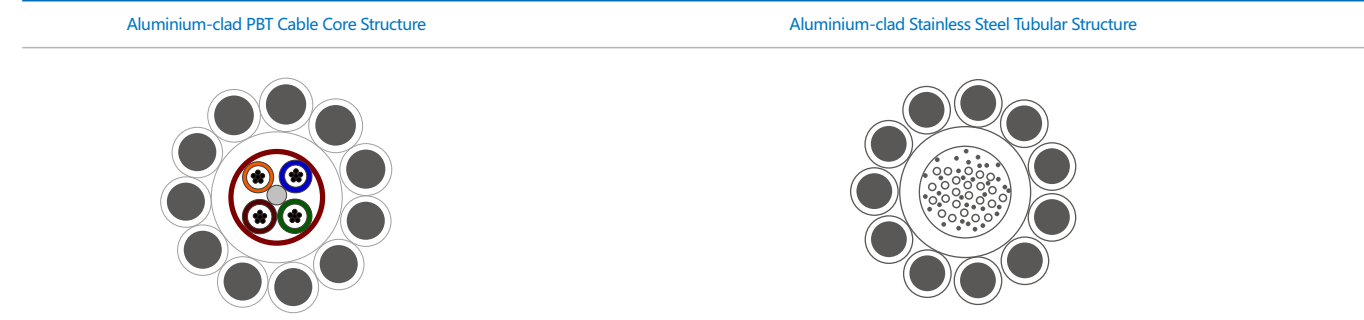 Aluminium-clad PBT Cable Core Structure
Aluminium-clad Stainless Steel Tubular Structure